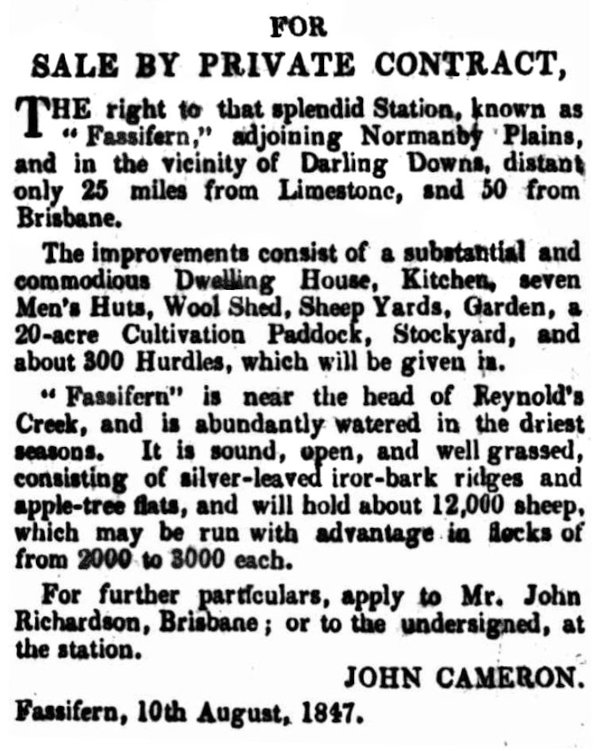 FOR
SALE BY PRIVATE CONTRACT,
THE right to that splendid Station, known as
“Fassifern,” adjoining Normanby Plains,
and in the vicinity of Darling Downs, distant
only 25 miles from Limestone, snd 50 from
Brisbane.
The improvements consist of a substantial and
commodious Dwelling House, Kitchen, seven
Men's Huts, Wool Shed, Sheep Yards, Garden, a
20-acre Cultivation Paddock, Stockyard, and
about 300 Hurdles, which will be given in.
“Fassifern” is near the head of Reynold's
Creek, and is abundantly watered in the driest
seasons. It is sound, open, and well grassed,
consisting of silver-leaved iror-bark ridges and
apple-tree flats, and will hold about 12,000 sheep,
which may be run with advantage in flocks of
from 2000 to 3000 each.
For further particulars, apply to Mr. John
Richardson, Brisbane; or to the undersigned, at
the station.
JOHN CAMERON.
Fassifern, 10th August, 1847.